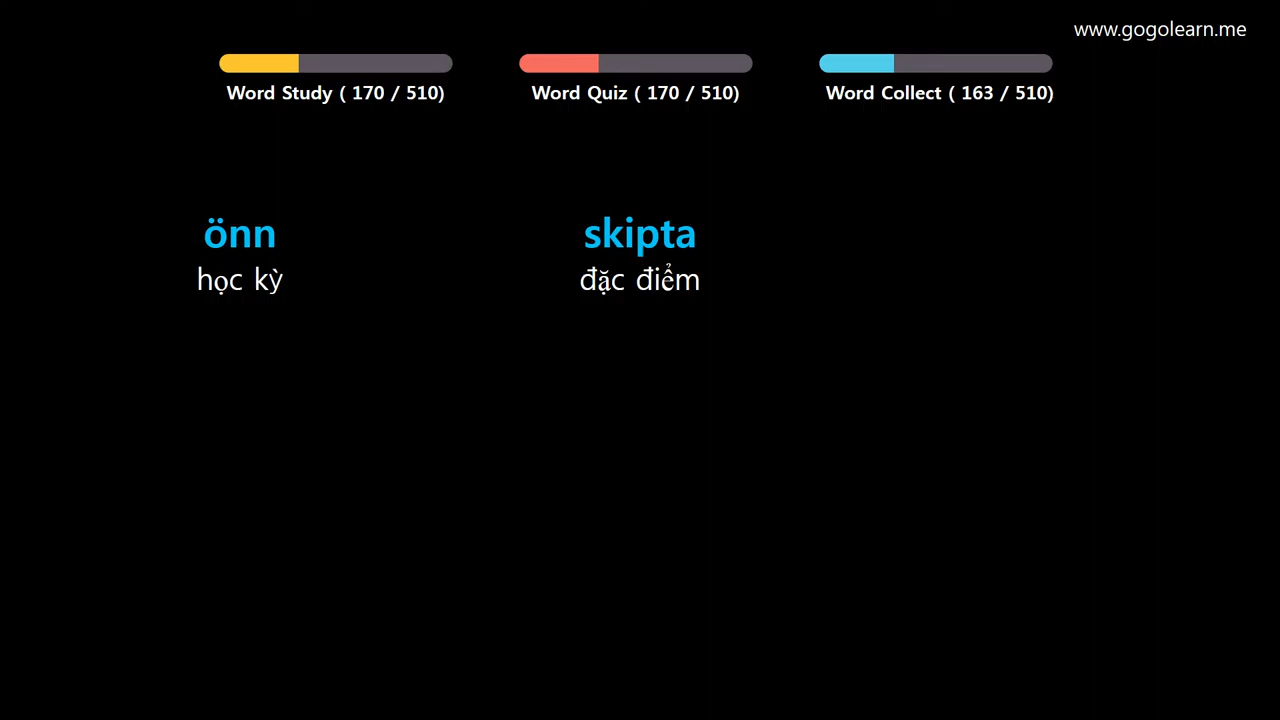 www.gogolearn.me
Word Study ( 170 / 510)
Word Quiz ( 170 / 510)
Word Collect ( 163 / 510)
önn
skipta
học kỳ
đặc điểm